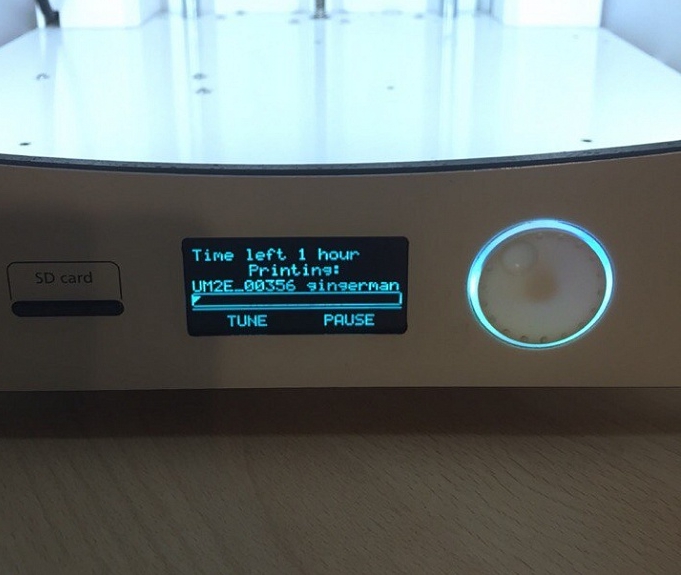 SD card
Time left 1 hour
Printing:
UM2E_00356 gingerman
TUNE PAUSE